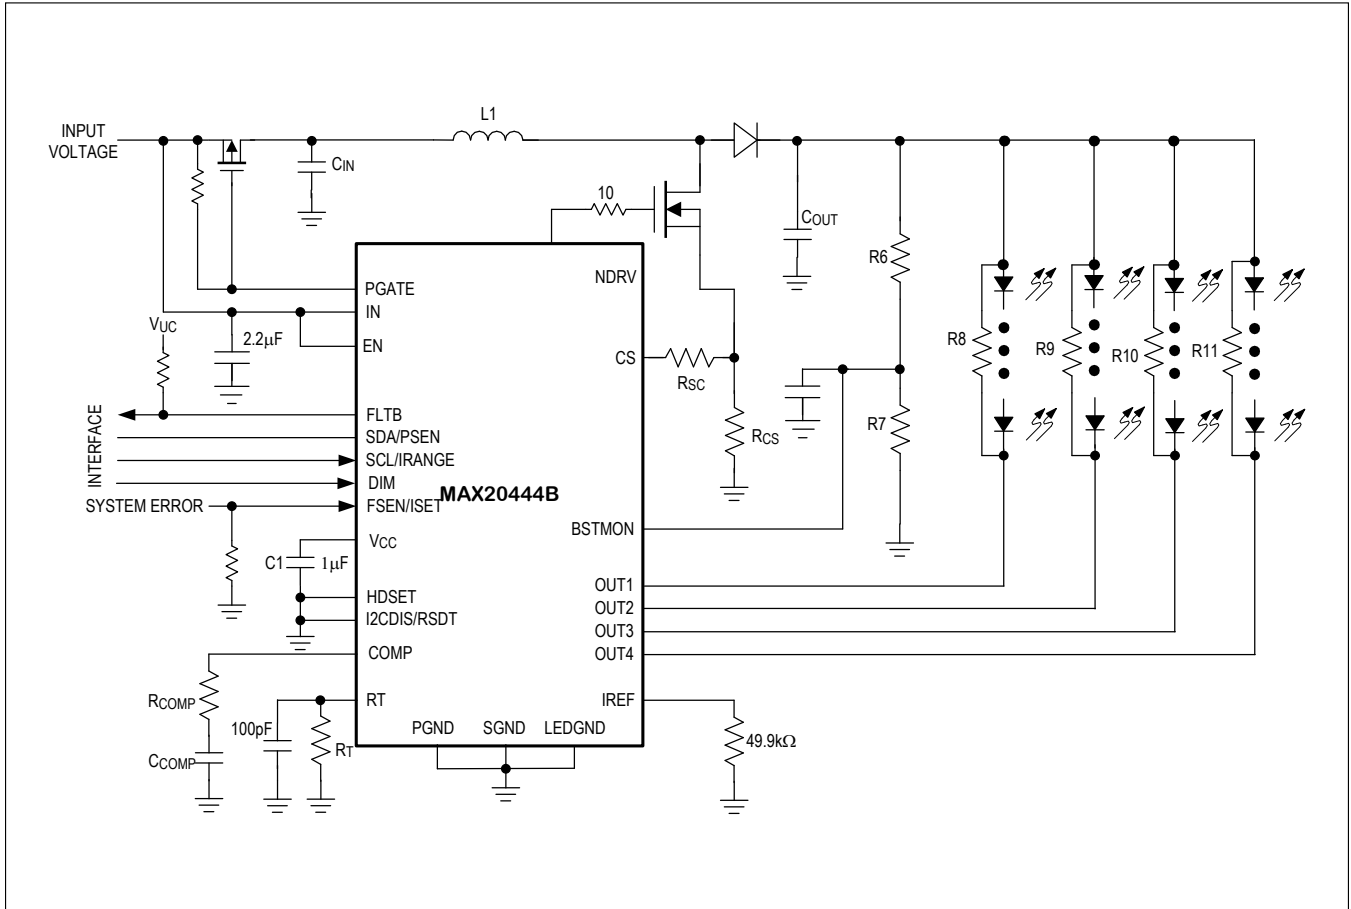 L1
INPUT
VOLTAGE
CIN
10
COUT
R6
NDRV
PGATE
IN
VUC
2.2µF
EN
R8
R9
R10
R11
CS
RSC
FLTB
RCS
R7
INTERFACE
SDA/PSEN
SCL/IRANGE
DIM
MAX20444B
SYSTEM ERROR
FSEN/ISET
BSTMON
VCC
C1
1µF
OUT1
HDSET
OUT2
I2CDIS/RSDT
OUT3
COMP
OUT4
RCOMP
RT
IREF
100pF
PGND
SGND
LEDGND
49.9kΩ
RT
CCOMP